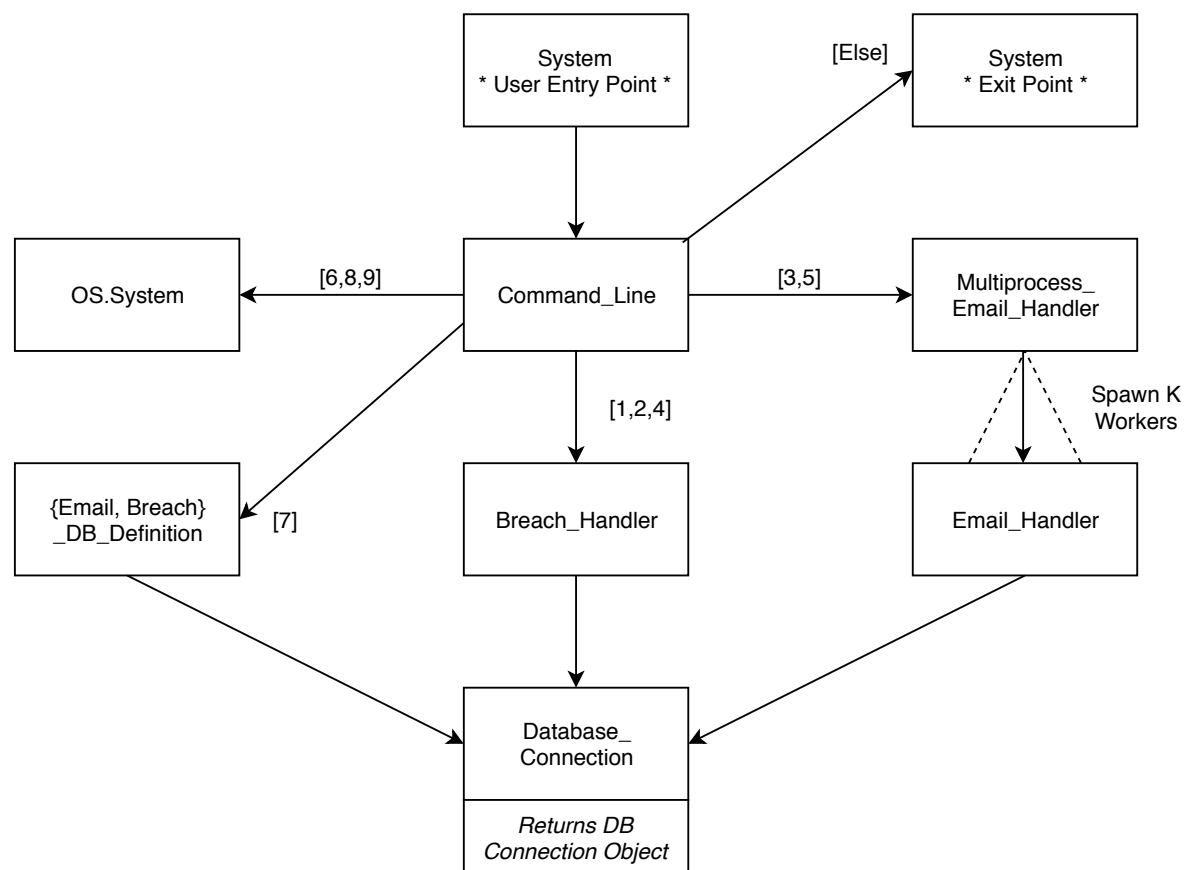 System
* User Entry Point *
[Else]
System
* Exit Point *
OS.System
[6,8,9]
Command_Line
[3,5]
Multiprocess_
Email_Handler
[1,2,4]
Spawn K
Workers
{Email, Breach}
_DB_Definition
[7]
Breach_Handler
Email_Handler
Database_
Connection
Returns DB
Connection Object